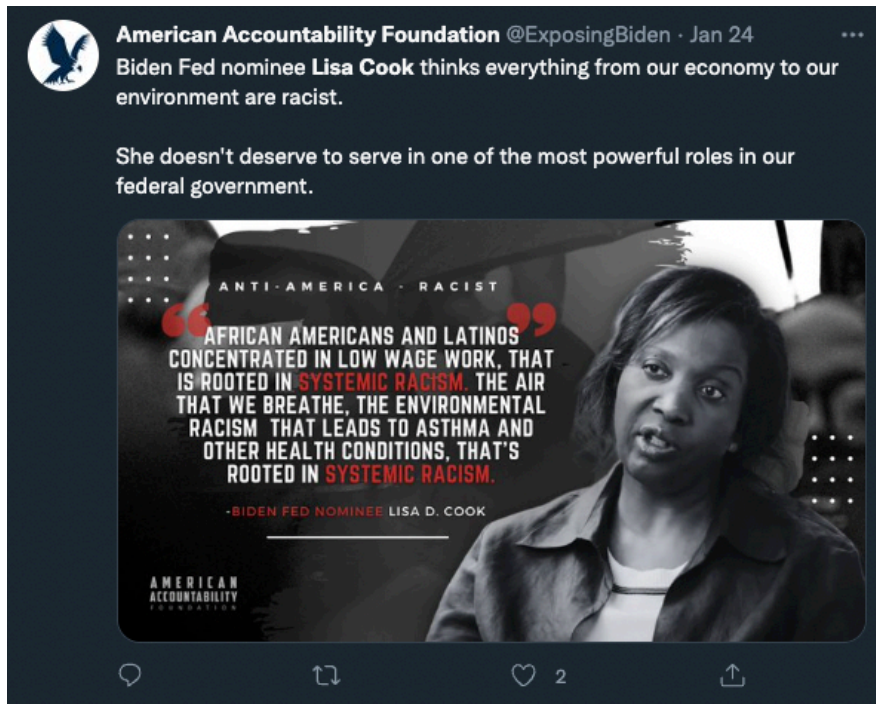 American Accountability Foundation @ExposingBiden · Jan 24 ···
Biden Fed nominee Lisa Cook thinks everything from our economy to our
environment are racist.
She doesn't deserve to serve in one of the most powerful roles in our
federal government.
ANTI-AMERICA - RACIST
“ ”
AFRICAN AMERICANS AND LATINOS
CONCENTRATED IN LOW WAGE WORK, THAT
IS ROOTED IN SYSTEMIC RACISM. THE AIR
THAT WE BREATHE, THE ENVIRONMENTAL
RACISM THAT LEADS TO ASTHMA AND
OTHER HEALTH CONDITIONS, THAT'S
ROOTED IN SYSTEMIC RACISM.
-BIDEN FED NOMINEE LISA D. COOK
AMERICAN
ACCOUNTABILITY
FOUNDATION
2